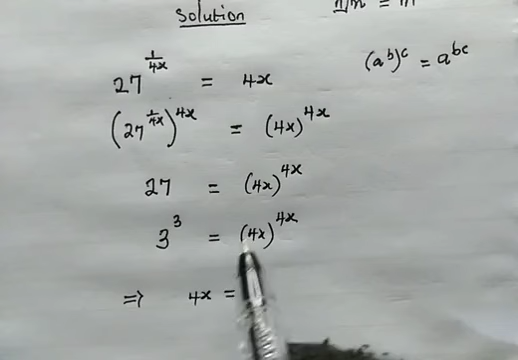 Solution
27^(1/4x) = 4x
(a^b)^c = a^bc
(27^(1/4x))^4x = (4x)^4x
27 = (4x)^4x
3^3 = (4x)^4x
⇒ 4x =